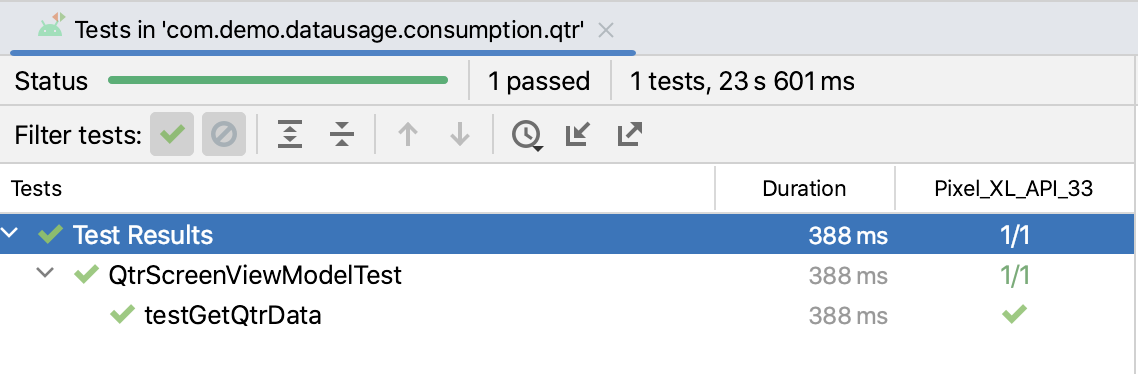 Tests in 'com.demo.datausage.consumption.qtr'
Status 1 passed 1 tests, 23 s 601 ms
Filter tests:
Tests Duration Pixel_XL_API_33
Test Results 388 ms 1/1
QtrScreenViewModelTest 388 ms 1/1
testGetQtrData 388 ms